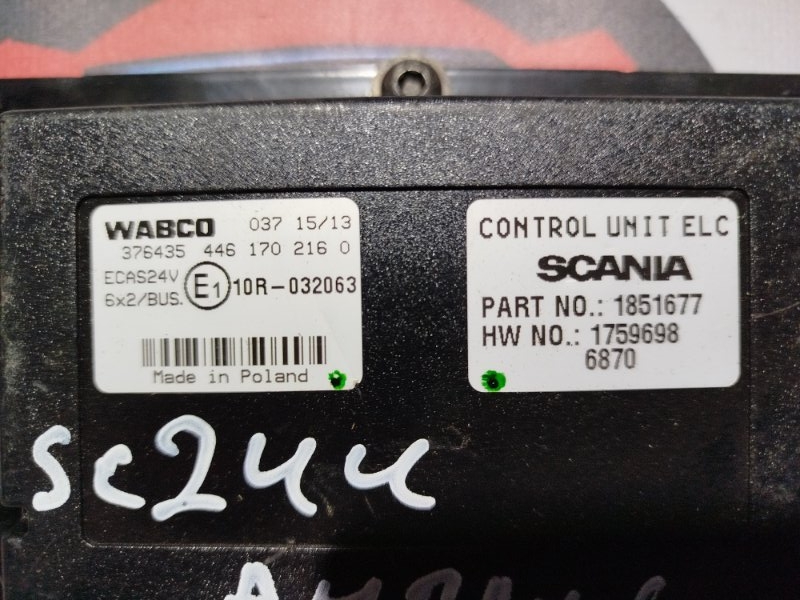 WABCO 037 15/13
376435 446 170 216 0
ECAS24V
6x2/BUS. E1 10R-032063
Made in Poland
CONTROL UNIT ELC
SCANIA
PART NO.: 1851677
HW NO.: 1759698
6870
sc244